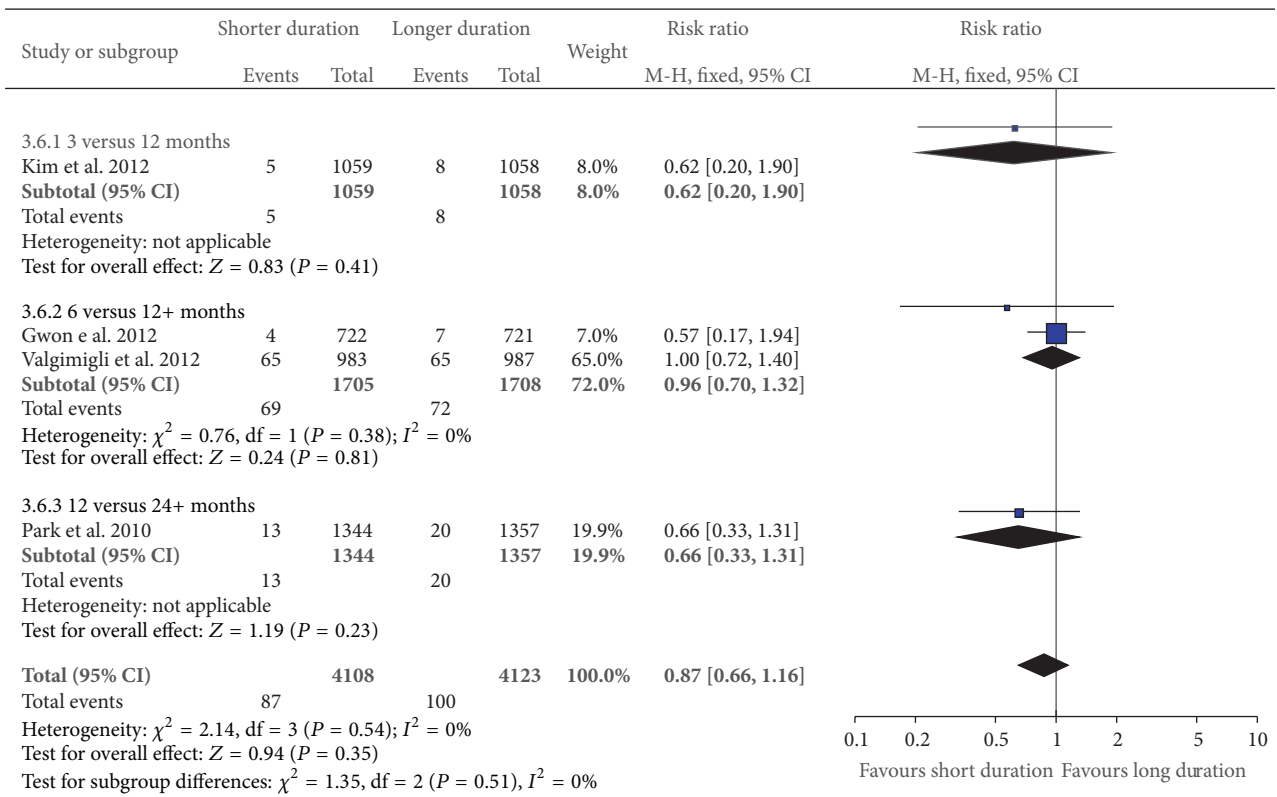 Study or subgroup Shorter duration Longer duration Weight Risk ratio Risk ratio
Events Total Events Total M-H, fixed, 95% CI M-H, fixed, 95% CI
3.6.1 3 versus 12 months
Kim et al. 2012 5 1059 8 1058 8.0% 0.62 [0.20, 1.90]
Subtotal (95% CI) 1059 1058 8.0% 0.62 [0.20, 1.90]
Total events 5 8
Heterogeneity: not applicable
Test for overall effect: Z = 0.83 (P = 0.41)
3.6.2 6 versus 12+ months
Gwon e al. 2012 4 722 7 721 7.0% 0.57 [0.17, 1.94]
Valgimigli et al. 2012 65 983 65 987 65.0% 1.00 [0.72, 1.40]
Subtotal (95% CI) 1705 1708 72.0% 0.96 [0.70, 1.32]
Total events 69 72
Heterogeneity: χ² = 0.76, df = 1 (P = 0.38); I² = 0%
Test for overall effect: Z = 0.24 (P = 0.81)
3.6.3 12 versus 24+ months
Park et al. 2010 13 1344 20 1357 19.9% 0.66 [0.33, 1.31]
Subtotal (95% CI) 1344 1357 19.9% 0.66 [0.33, 1.31]
Total events 13 20
Heterogeneity: not applicable
Test for overall effect: Z = 1.19 (P = 0.23)
Total (95% CI) 4108 4123 100.0% 0.87 [0.66, 1.16]
Total events 87 100
Heterogeneity: χ² = 2.14, df = 3 (P = 0.54); I² = 0%
Test for overall effect: Z = 0.94 (P = 0.35)
Test for subgroup differences: χ² = 1.35, df = 2 (P = 0.51), I² = 0%
0.1 0.2 0.5 1 2 5 10
Favours short duration Favours long duration